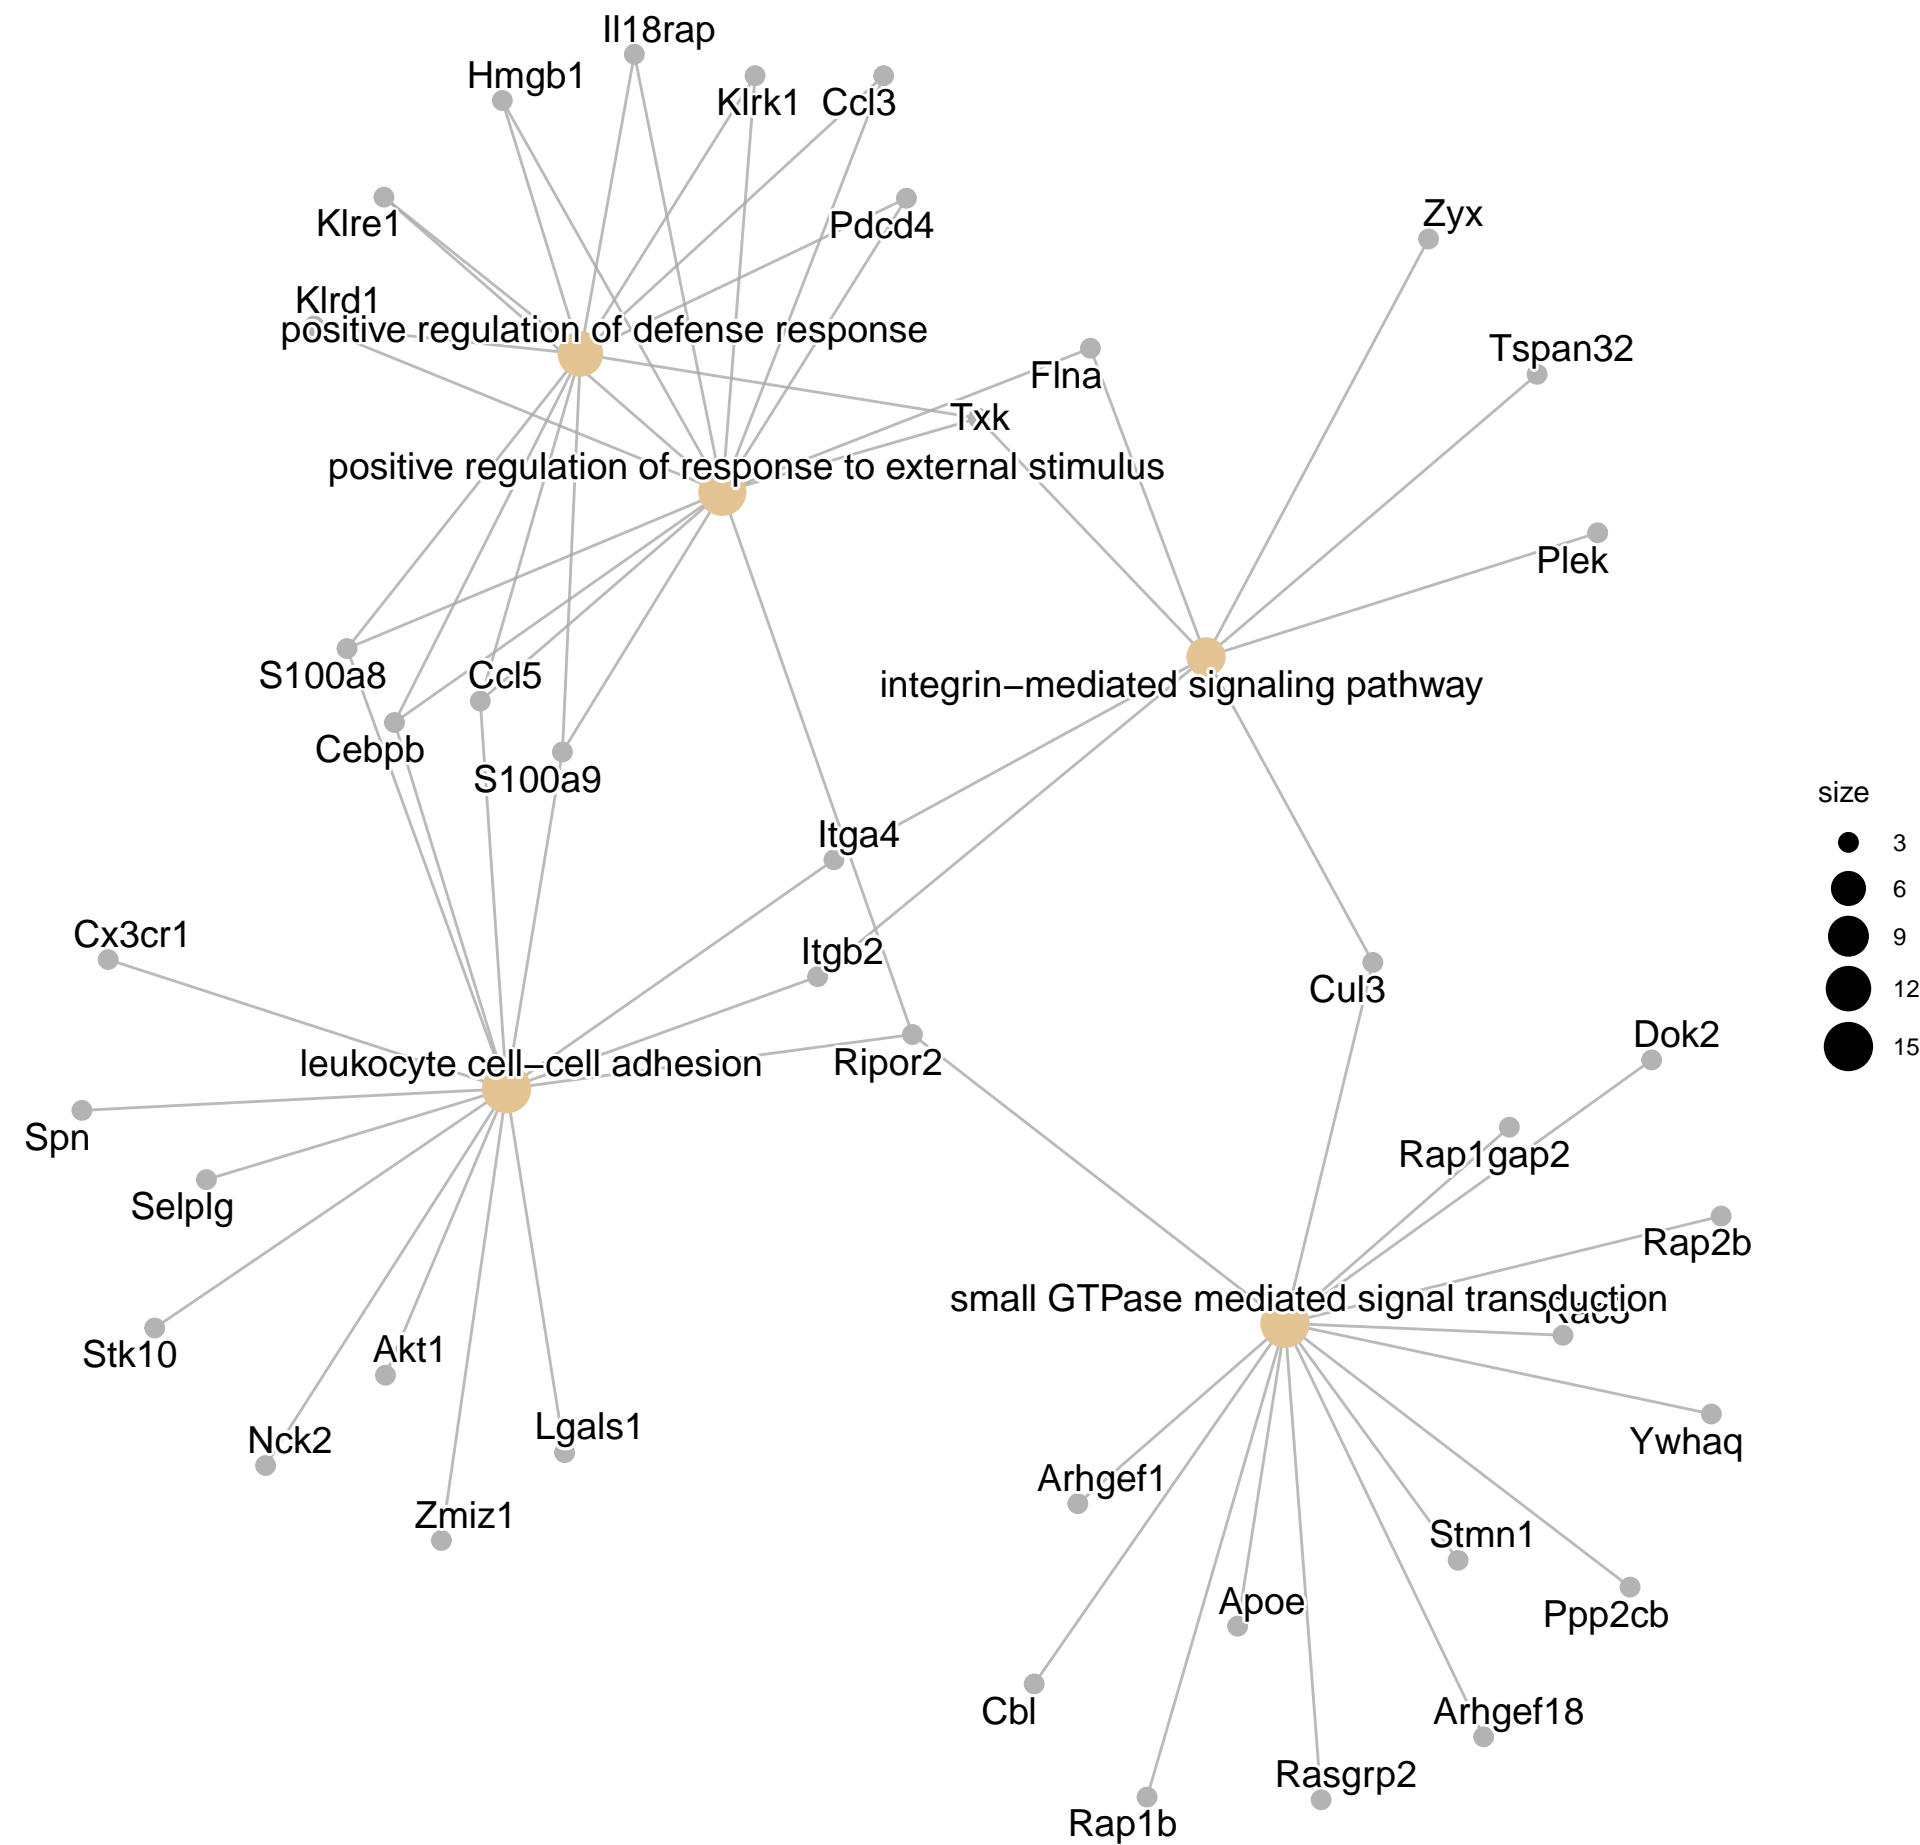 Il18rap
Hmgb1
Klrk1
Ccl3
Klre1
Pdcd4
Zyx
Klrd1
positive regulation of defense response
Tspan32
Flna
Txk
positive regulation of response to external stimulus
Plek
S100a8
Ccl5
integrin–mediated signaling pathway
Cebpb
S100a9
size
3
6
9
12
15
Itga4
Cx3cr1
Itgb2
Cul3
Dok2
leukocyte cell–cell adhesion
Ripor2
Spn
Rap1gap2
Selplg
Rap2b
small GTPase mediated signal transduction
Stk10
Akt1
Nck2
Lgals1
Ywhaq
Arhgef1
Zmiz1
Stmn1
Apoe
Ppp2cb
Cbl
Arhgef18
Rasgrp2
Rap1b